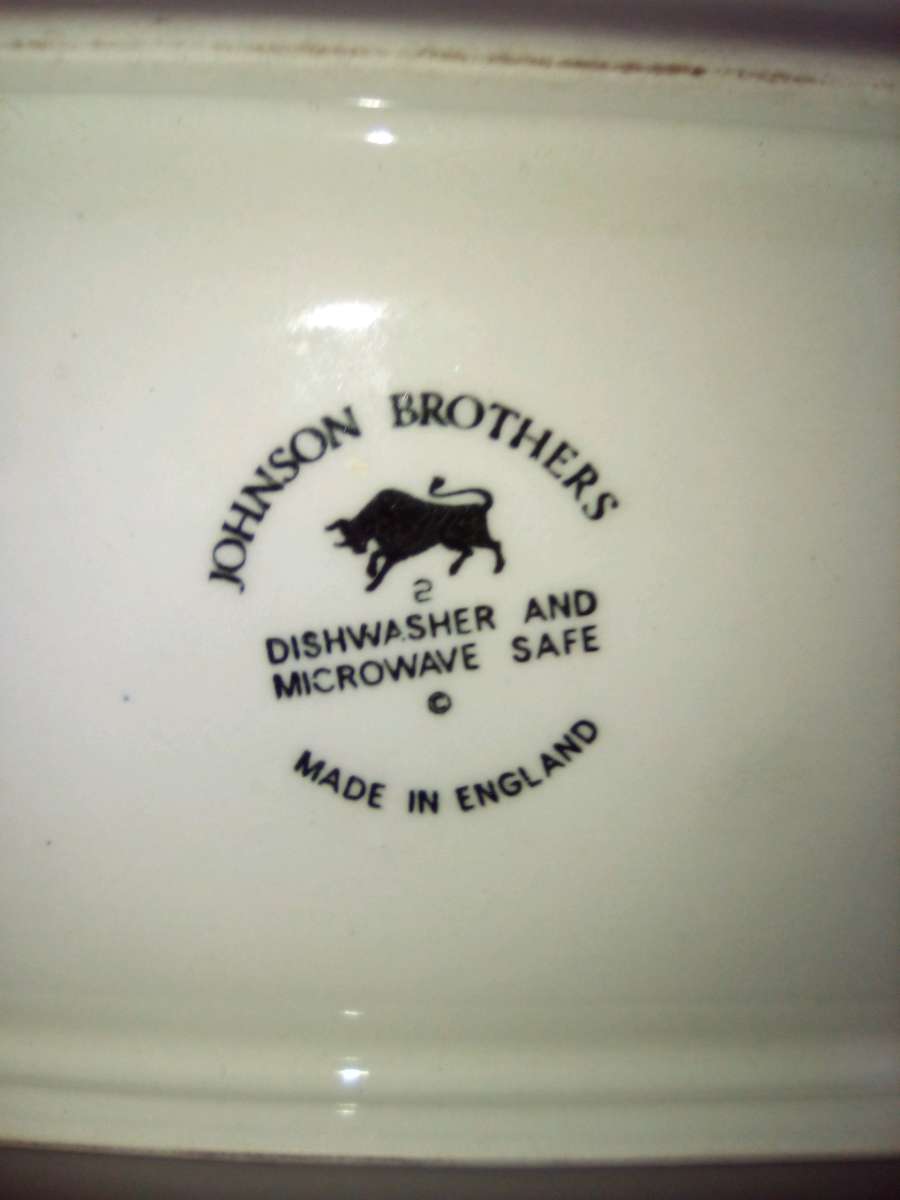 JOHNSON BROTHERS
2
DISHWASHER AND
MICROWAVE SAFE
©
MADE IN ENGLAND